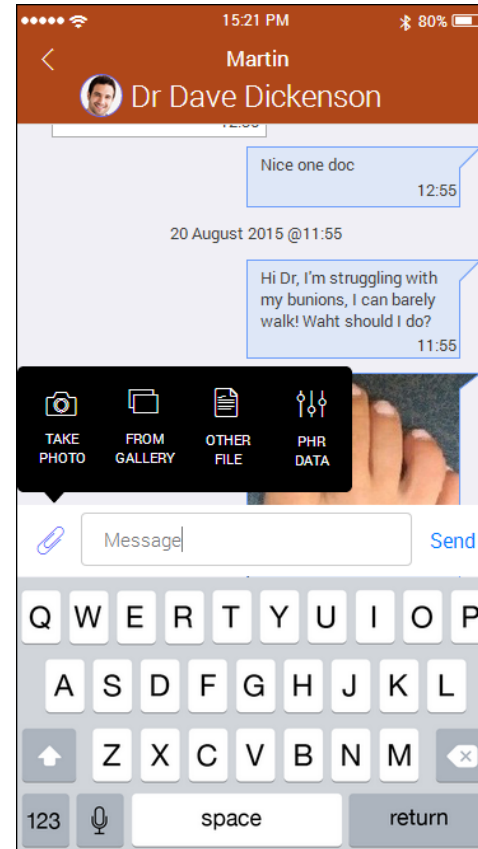 15:21 PM 80%
Martin
Dr Dave Dickenson
Nice one doc
12:55
20 August 2015 @11:55
Hi Dr, I'm struggling with
my bunions, I can barely
walk! Waht should I do?
11:55
TAKE PHOTO
FROM GALLERY
OTHER FILE
PHR DATA
Message Send
Q W E R T Y U I O P
A S D F G H J K L
Z X C V B N M
123 space return